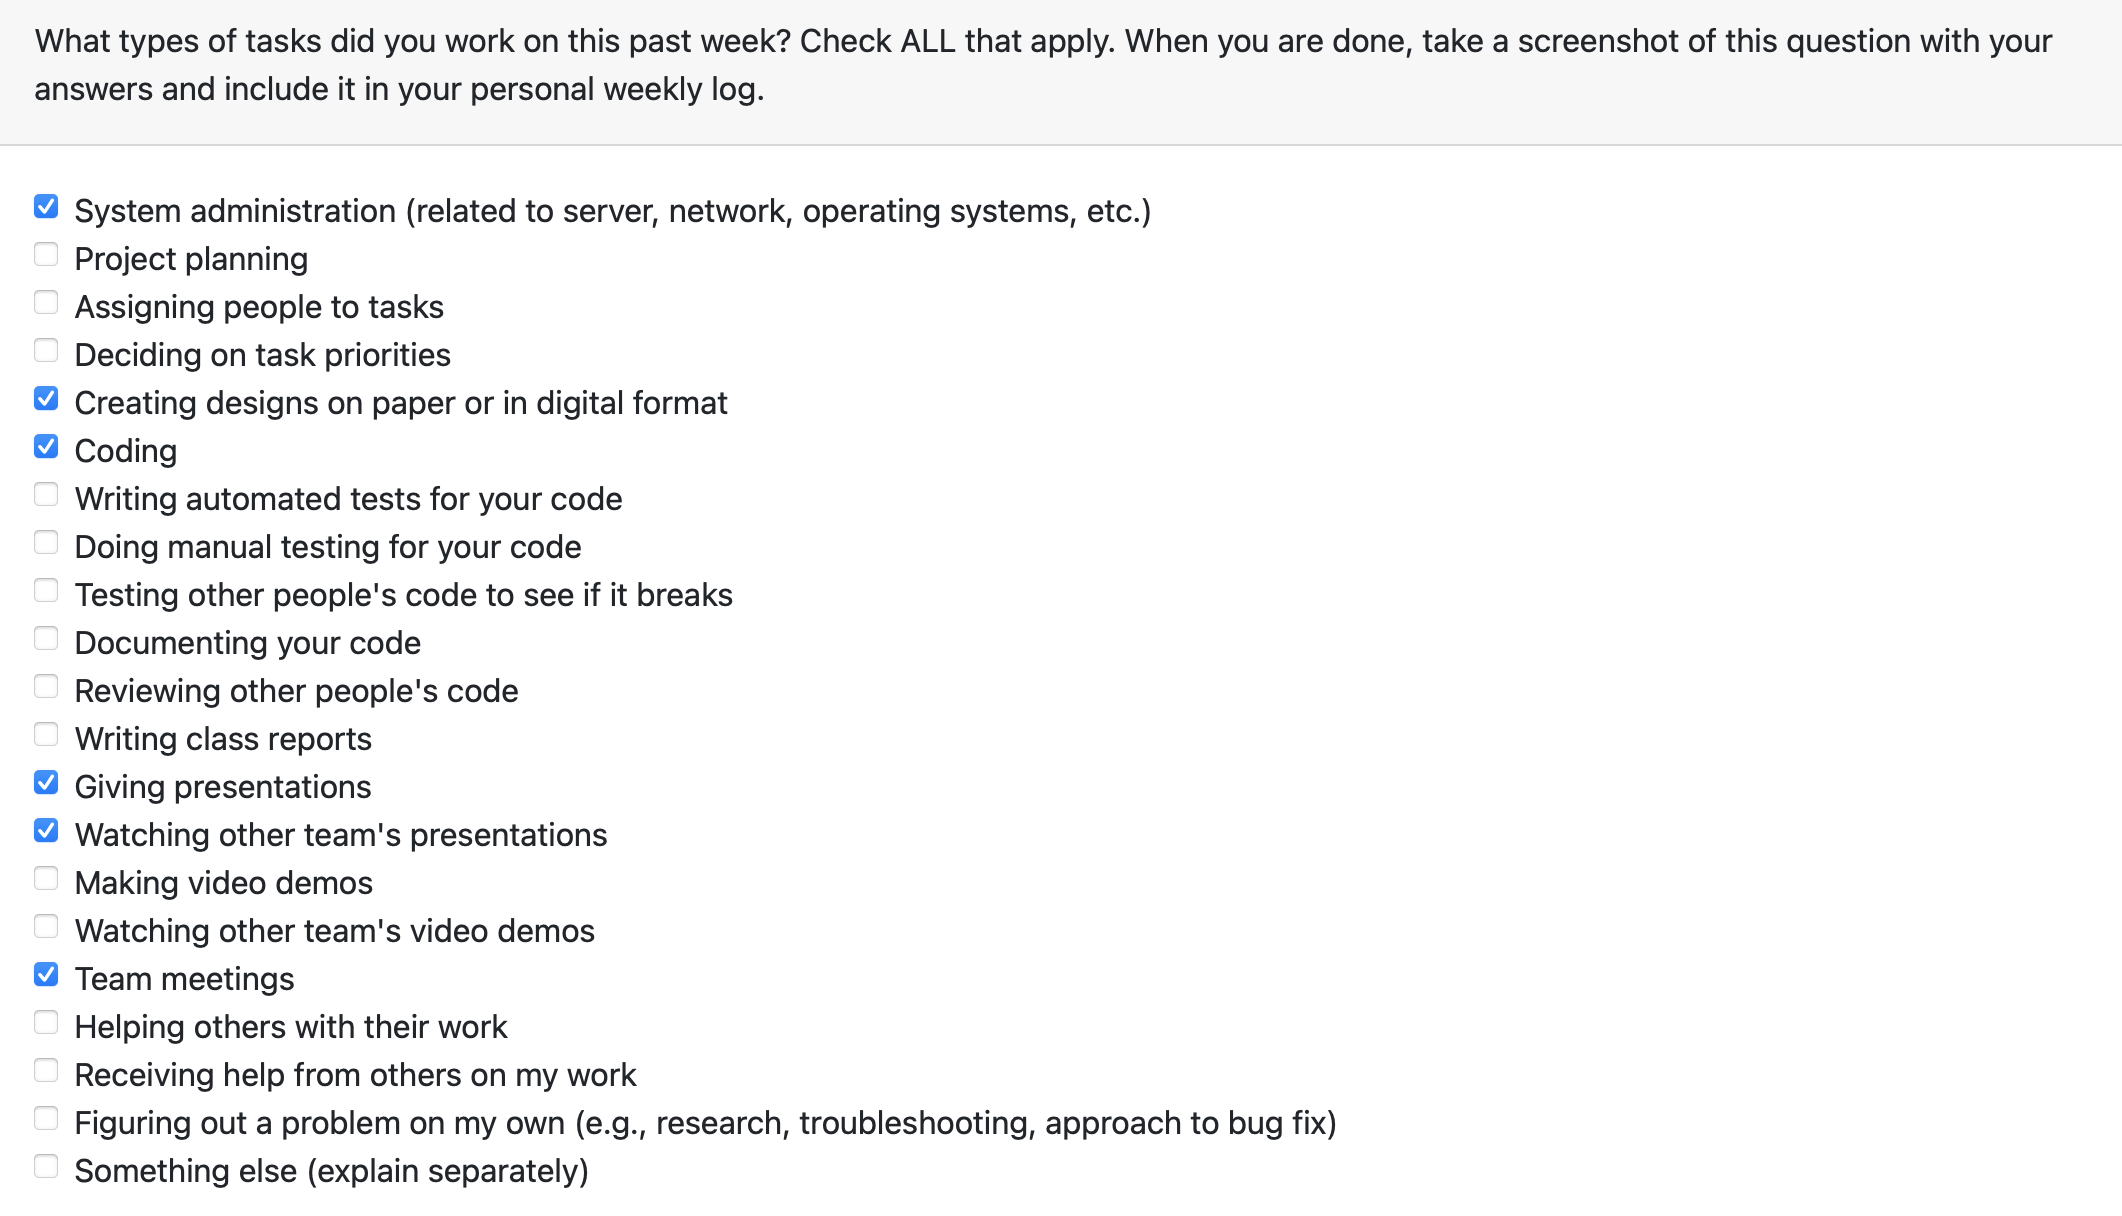 What types of tasks did you work on this past week? Check ALL that apply. When you are done, take a screenshot of this question with your
answers and include it in your personal weekly log.
System administration (related to server, network, operating systems, etc.)
Project planning
Assigning people to tasks
Deciding on task priorities
Creating designs on paper or in digital format
Coding
Writing automated tests for your code
Doing manual testing for your code
Testing other people's code to see if it breaks
Documenting your code
Reviewing other people's code
Writing class reports
Giving presentations
Watching other team's presentations
Making video demos
Watching other team's video demos
Team meetings
Helping others with their work
Receiving help from others on my work
Figuring out a problem on my own (e.g., research, troubleshooting, approach to bug fix)
Something else (explain separately)